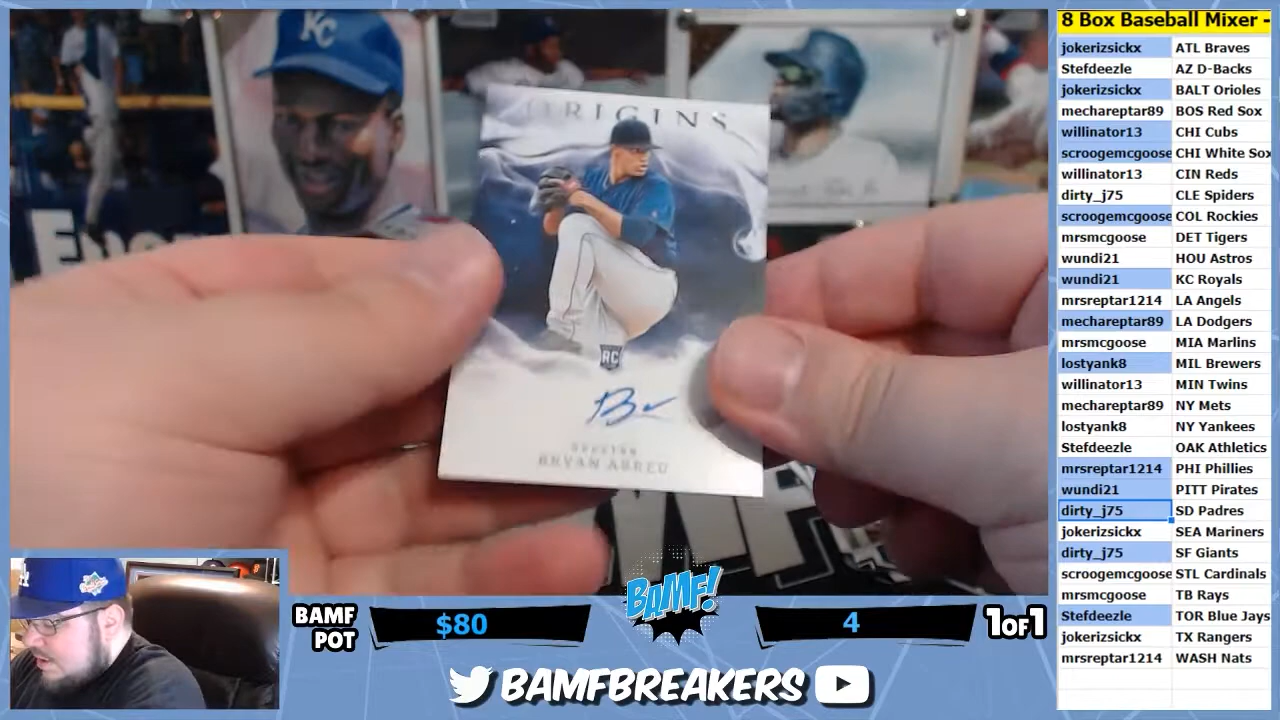 KC
ORIGINS
RC
HOUSTON
BRYAN ABREU
8 Box Baseball Mixer -
jokerizsickx ATL Braves
Stefdeezle AZ D-Backs
jokerizsickx BALT Orioles
mechareptar89 BOS Red Sox
willinator13 CHI Cubs
scroogemcgoose CHI White Sox
willinator13 CIN Reds
dirty_j75 CLE Spiders
scroogemcgoose COL Rockies
mrsmcgoose DET Tigers
wundi21 HOU Astros
wundi21 KC Royals
mrsreptar1214 LA Angels
mechareptar89 LA Dodgers
mrsmcgoose MIA Marlins
lostyank8 MIL Brewers
willinator13 MIN Twins
mechareptar89 NY Mets
lostyank8 NY Yankees
Stefdeezle OAK Athletics
mrsreptar1214 PHI Phillies
wundi21 PITT Pirates
dirty_j75 SD Padres
jokerizsickx SEA Mariners
dirty_j75 SF Giants
scroogemcgoose STL Cardinals
mrsmcgoose TB Rays
Stefdeezle TOR Blue Jays
jokerizsickx TX Rangers
mrsreptar1214 WASH Nats
BAMF POT $80 BAMF! 4 1OF1
BAMFBREAKERS